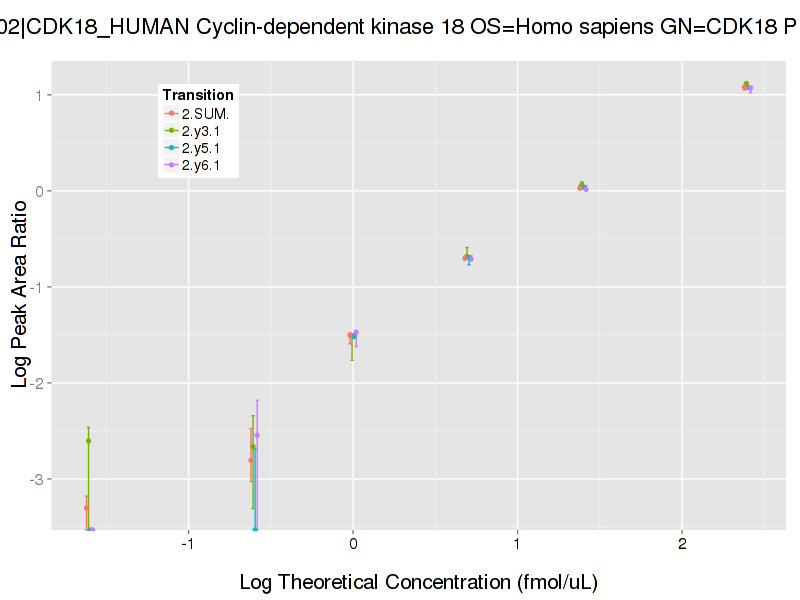 02|CDK18_HUMAN Cyclin-dependent kinase 18 OS=Homo sapiens GN=CDK18 P
Transition
2.SUM.
2.y3.1
2.y5.1
2.y6.1
Log Peak Area Ratio
1
0
-1
-2
-3
-1
0
1
2
Log Theoretical Concentration (fmol/uL)